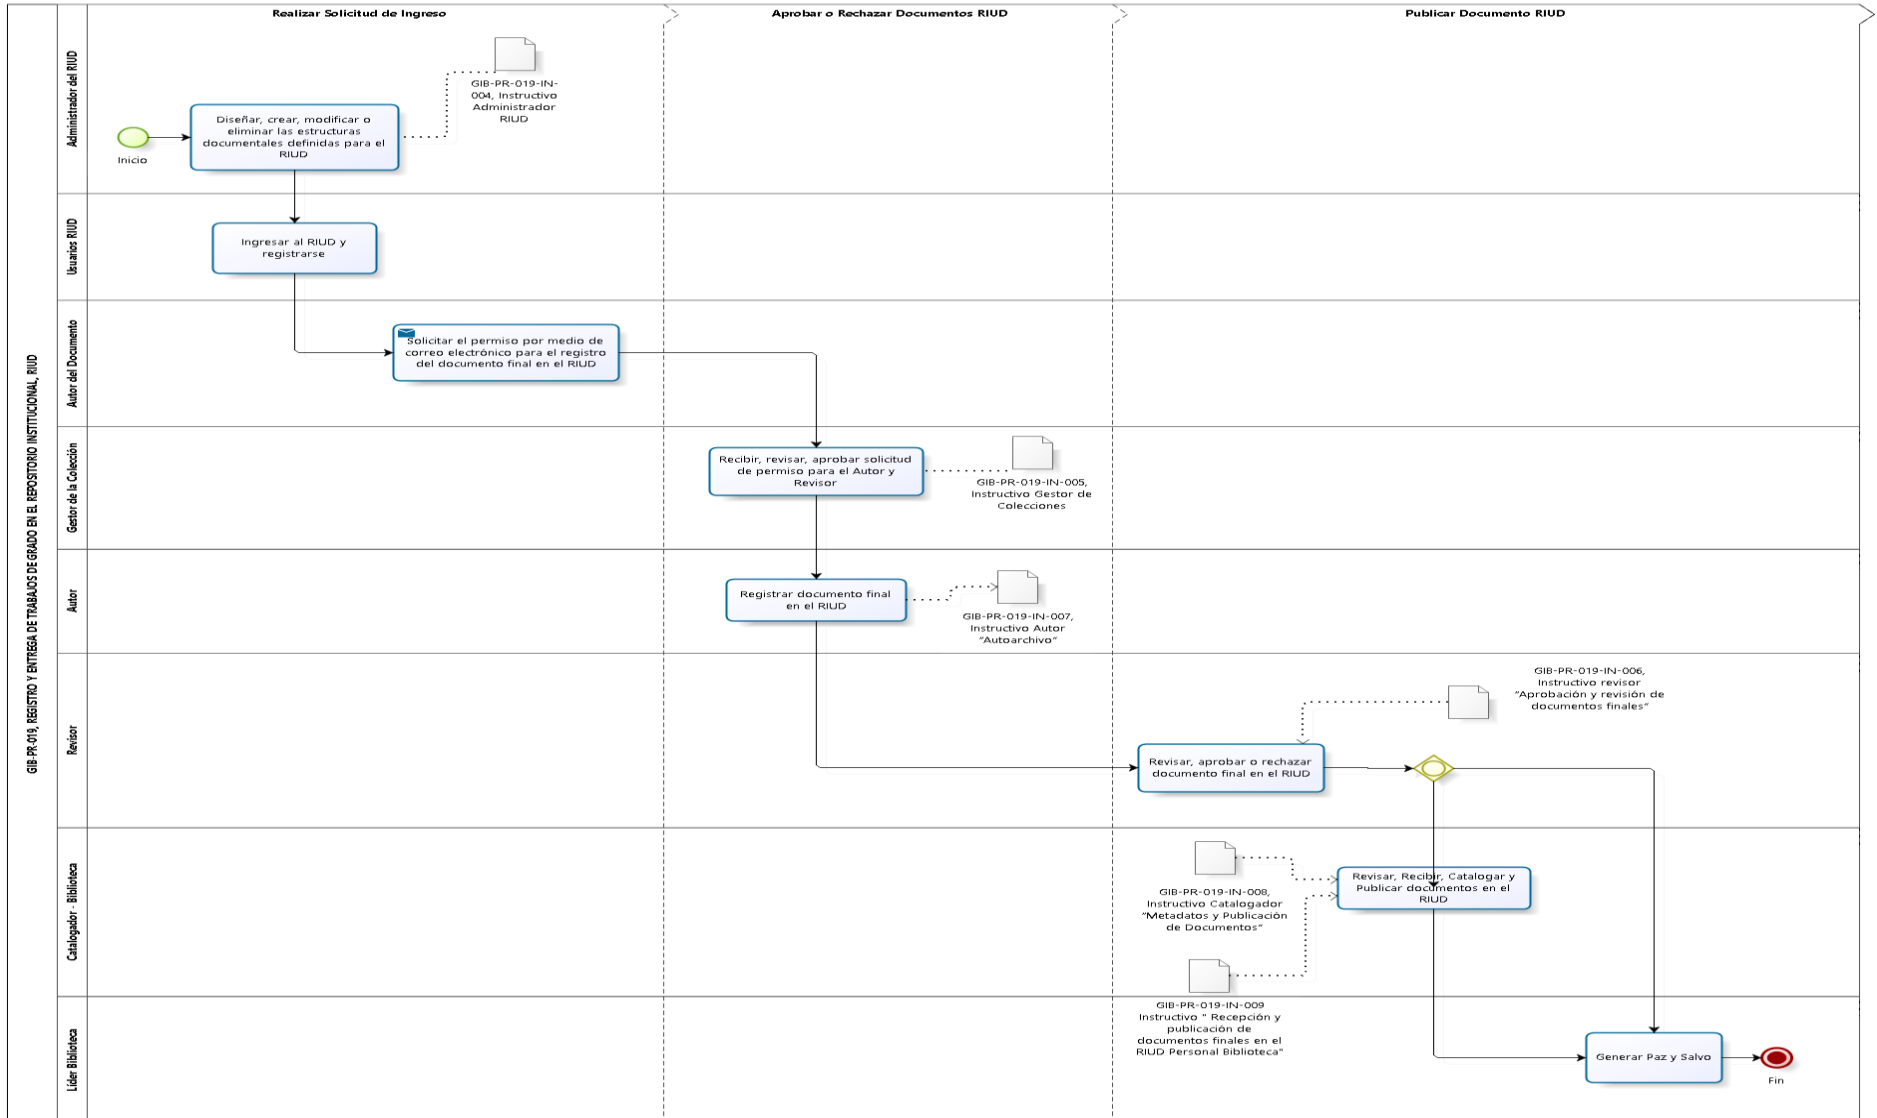 Realizar Solicitud de Ingreso
Aprobar o Rechazar Documentos RIUD
Publicar Documento RIUD
GIB-PR-019, REGISTRO Y ENTREGA DE TRABAJOS DE GRADO EN EL REPOSITORIO INSTITUCIONAL, RIUD
Administrador del RIUD
Inicio
Diseñar, crear, modificar o
eliminar las estructuras
documentales definidas para el
RIUD
GIB-PR-019-IN-
004, Instructivo
Administrador
RIUD
Usuarios RIUD
Ingresar al RIUD y
registrarse
Autor del Documento
Solicitar el permiso por medio de
correo electrónico para el registro
del documento final en el RIUD
Gestor de la Colección
Recibir, revisar, aprobar solicitud
de permiso para el Autor y
Revisor
GIB-PR-019-IN-005,
Instructivo Gestor de
Colecciones
Autor
Registrar documento final
en el RIUD
GIB-PR-019-IN-007,
Instructivo Autor
"Autoarchivo"
Revisor
Revisar, aprobar o rechazar
documento final en el RIUD
GIB-PR-019-IN-006,
Instructivo revisor
"Aprobación y revisión de
documentos finales"
Catalogador - Biblioteca
GIB-PR-019-IN-008,
Instructivo Catalogador
"Metadatos y Publicación
de Documentos"
Revisar, Recibir, Catalogar y
Publicar documentos en el
RIUD
GIB-PR-019-IN-009
Instructivo " Recepción y
publicación de
documentos finales en el
RIUD Personal Biblioteca"
Líder Biblioteca
Generar Paz y Salvo
Fin